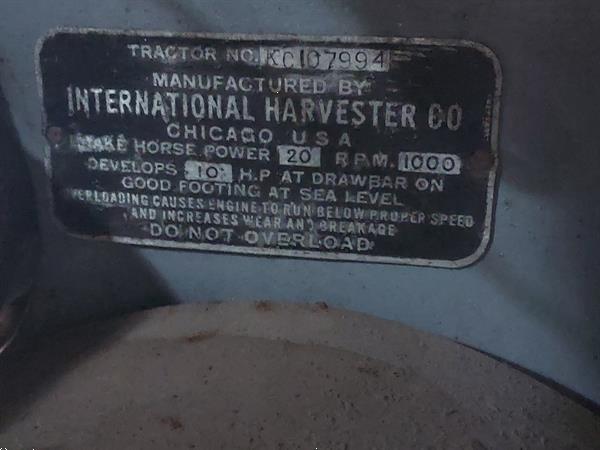 TRACTOR NO. KC107994
MANUFACTURED BY
INTERNATIONAL HARVESTER CO
CHICAGO U S A
HORSE POWER 20 R.P.M. 1000
DEVELOPS 10 H.P AT DRAWBAR ON
GOOD FOOTING AT SEA LEVEL
OVERLOADING CAUSES ENGINE TO RUN BELOW PROPER SPEED
AND INCREASES WEAR AND BREAKAGE
DO NOT OVERLOAD